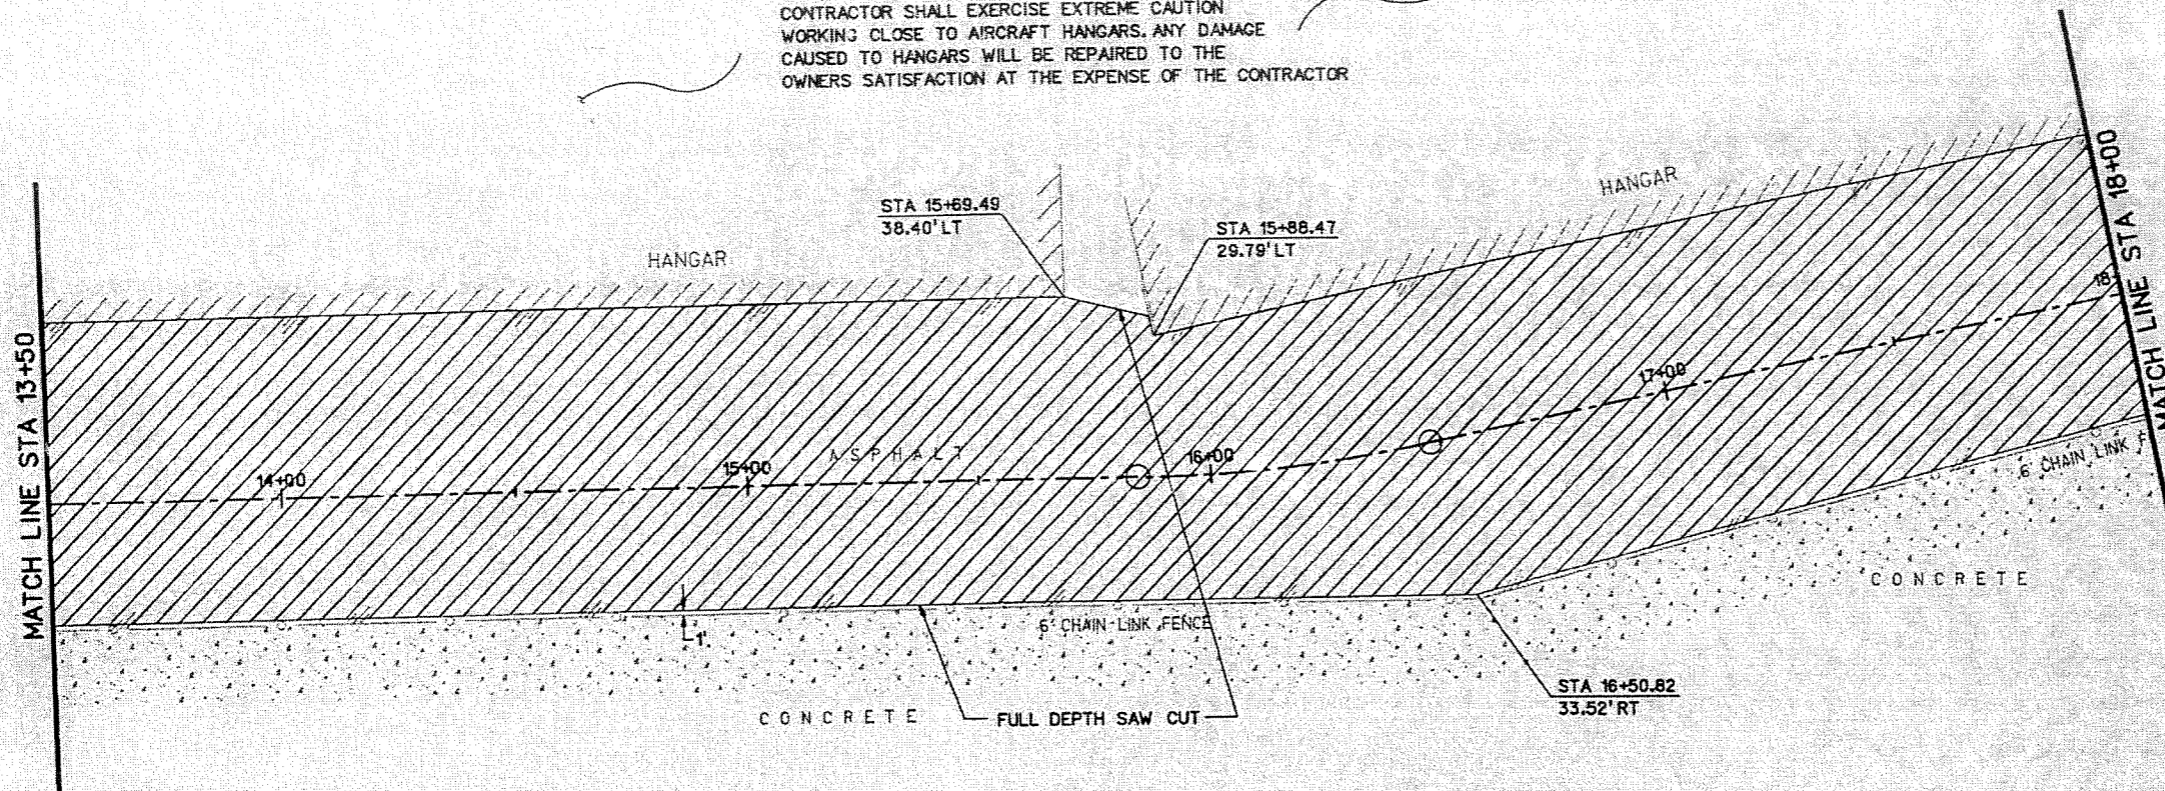 CONTRACTOR SHALL EXERCISE EXTREME CAUTION
WORKING CLOSE TO AIRCRAFT HANGARS. ANY DAMAGE
CAUSED TO HANGARS WILL BE REPAIRED TO THE
OWNERS SATISFACTION AT THE EXPENSE OF THE CONTRACTOR
MATCH LINE STA 13+50
HANGAR
STA 15+69.49
38.40' LT
STA 15+88.47
29.79' LT
HANGAR
MATCH LINE STA 18+00
14+00
15+00
ASPHALT
16+00
17+00
18
1'
6' CHAIN LINK FENCE
6' CHAIN LINK F
CONCRETE
CONCRETE
FULL DEPTH SAW CUT
STA 16+50.82
33.52' RT